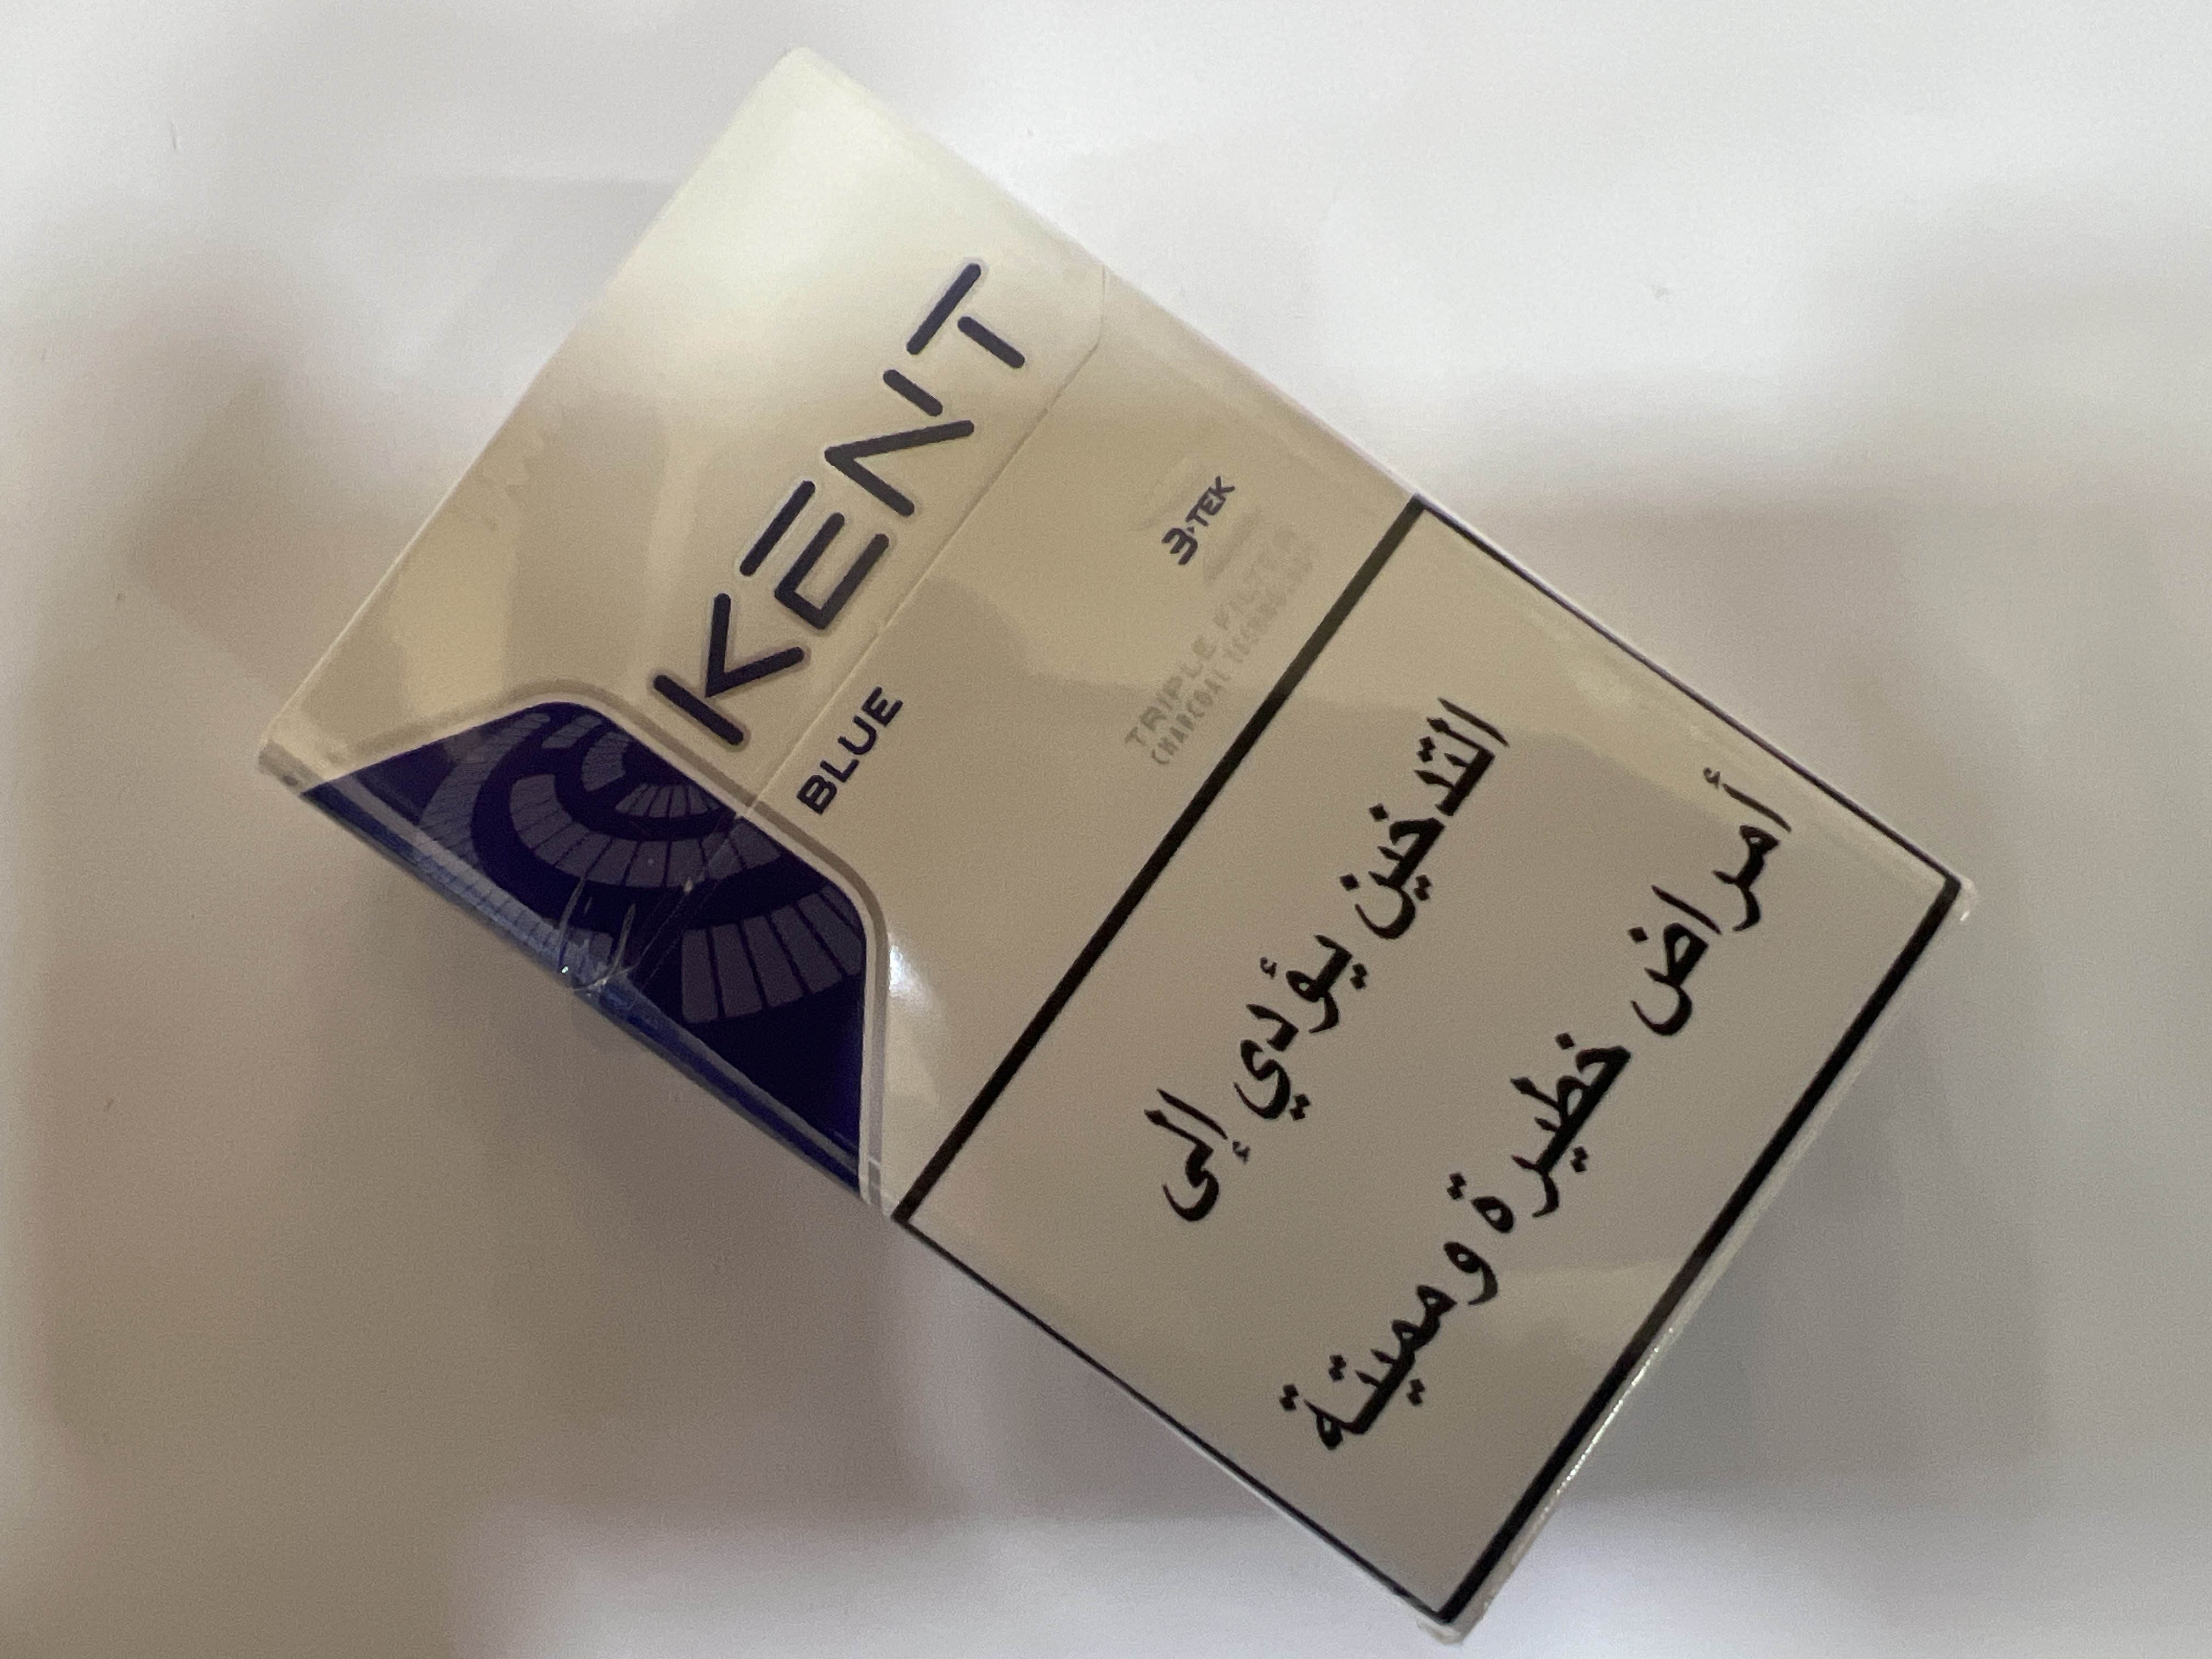 KENT
BLUE
3·TEK
TRIPLE FILTER
CHARCOAL TECHNOLOGY
التدخين يؤدي إلى
أمراض خطيرة ومميتة